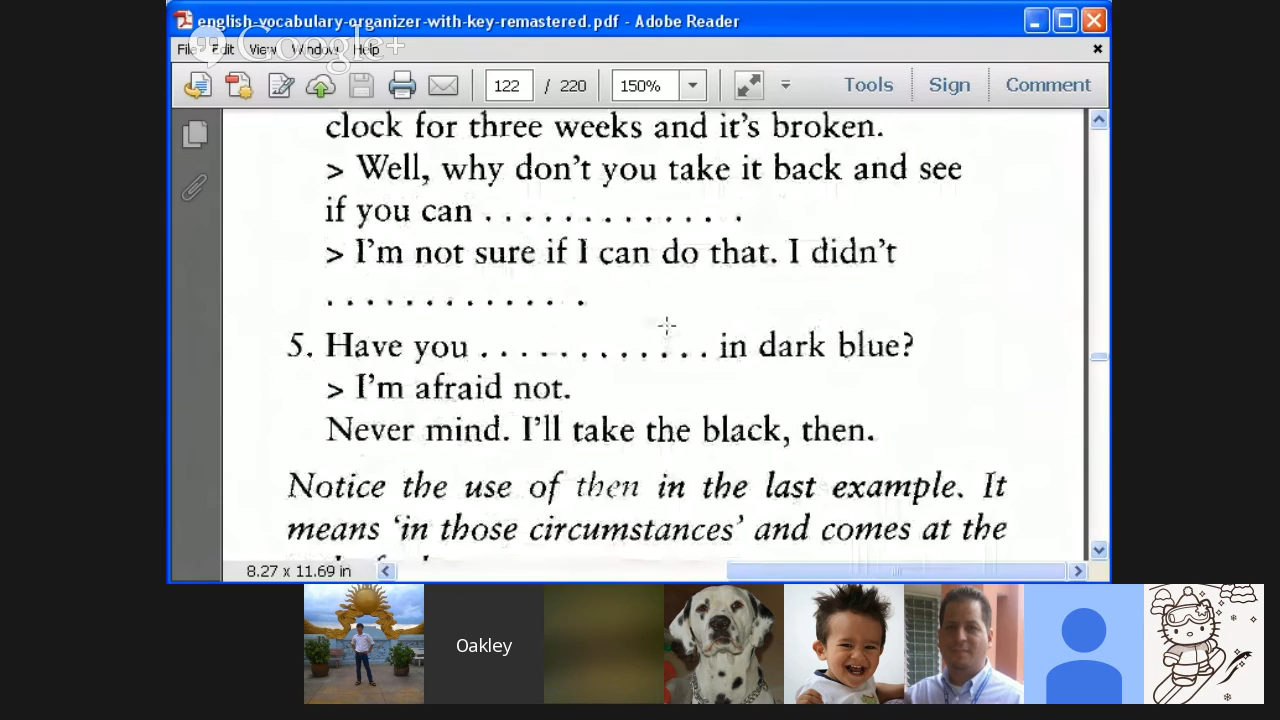 english-vocabulary-organizer-with-key-remastered.pdf - Adobe Reader
Google+
File Edit View Window Help
122 / 220 150% Tools Sign Comment
clock for three weeks and it's broken.
> Well, why don't you take it back and see
if you can . . . . . . . . . . . . .
> I'm not sure if I can do that. I didn't
. . . . . . . . . . . . .
5. Have you . . . . . . . . . . . . in dark blue?
> I'm afraid not.
Never mind. I'll take the black, then.
Notice the use of then in the last example. It
means 'in those circumstances' and comes at the
8.27 x 11.69 in
Oakley